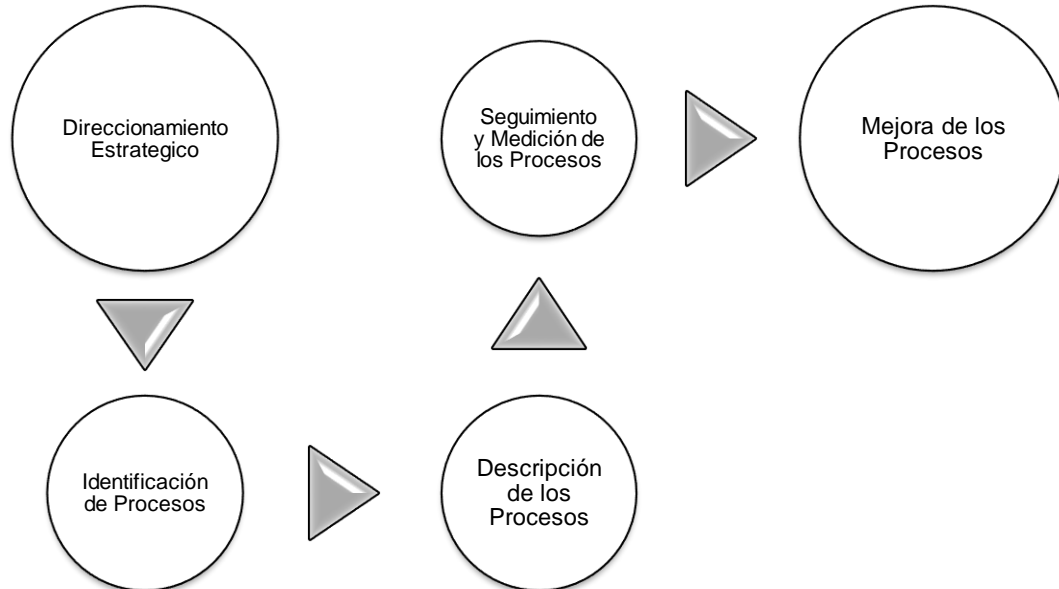 Direccionamiento
Estrategico
Identificación
de Procesos
Descripción
de los
Procesos
Seguimiento
y Medición de
los Procesos
Mejora de los
Procesos